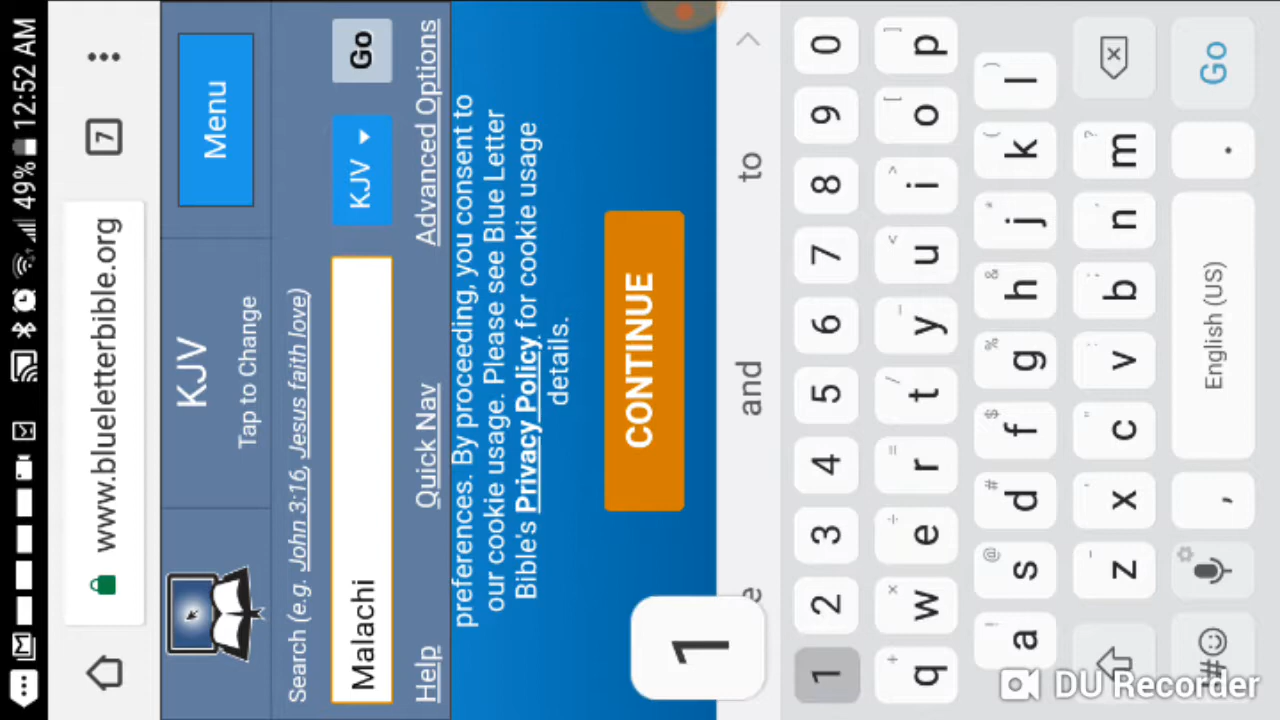 49% 12:52 AM
www.blueletterbible.org
7
KJV
Tap to Change
Menu
Search (e.g. John 3:16, Jesus faith love)
Malachi
KJV
Go
Help
Quick Nav
Advanced Options
preferences. By proceeding, you consent to
our cookie usage. Please see Blue Letter
Bible's Privacy Policy for cookie usage
details.
CONTINUE
1
and
to
1 2 3 4 5 6 7 8 9 0
+ × ÷ = / _ < > [ ]
q w e r t y u i o p
! @ # $ % & * ( )
a s d f g h j k l
- ' " : ; , ?
z x c v b n m
#
,
English (US)
.
Go
DU Recorder